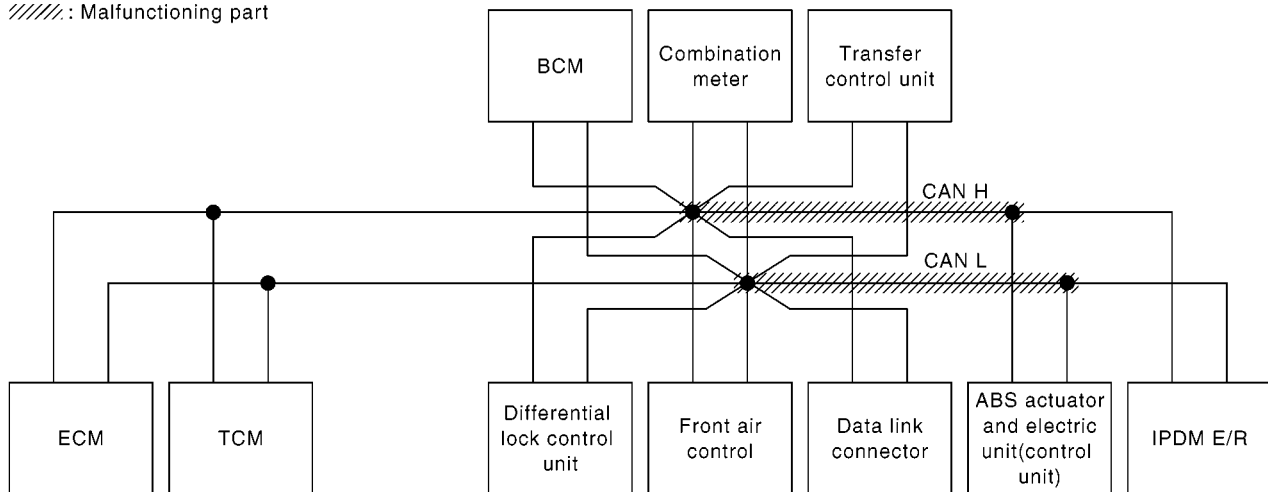 : Malfunctioning part
BCM
Combination
meter
Transfer
control unit
CAN H
CAN L
ECM
TCM
Differential
lock control
unit
Front air
control
Data link
connector
ABS actuator
and electric
unit(control
unit)
IPDM E/R